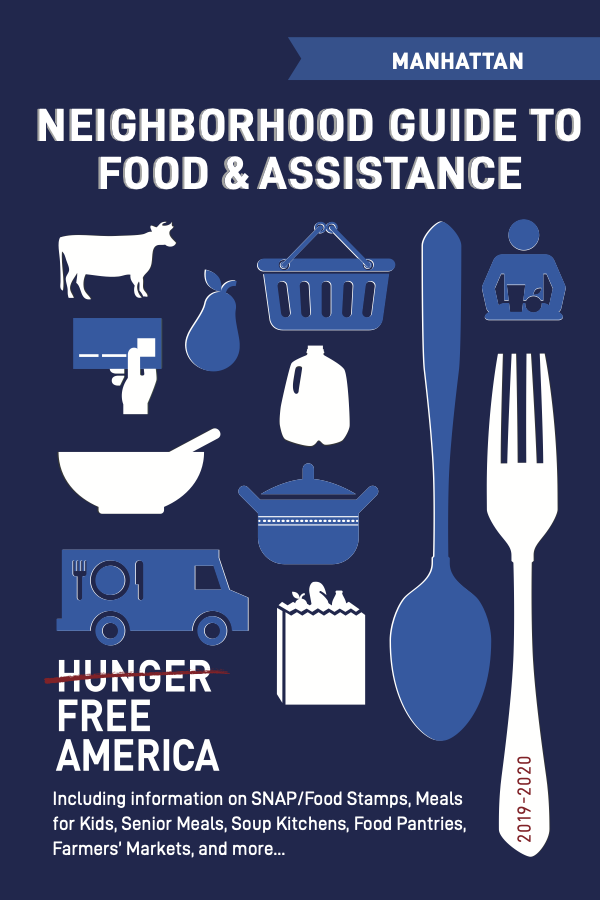 MANHATTAN
NEIGHBORHOOD GUIDE TO
FOOD & ASSISTANCE
HUNGER
FREE
AMERICA
Including information on SNAP/Food Stamps, Meals
for Kids, Senior Meals, Soup Kitchens, Food Pantries,
Farmers' Markets, and more...
2019-2020